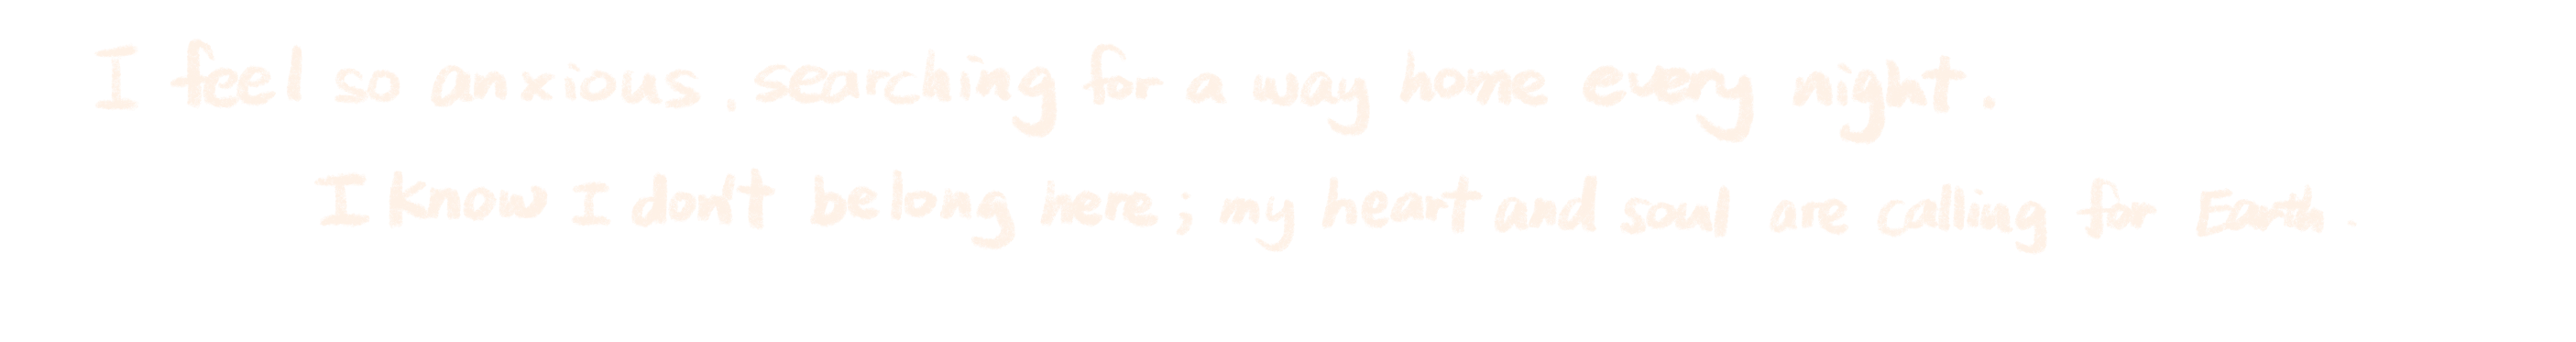 I feel so anxious. searching for a way home every night.
I know I don't belong here; my heart and soul are calling for Earth.